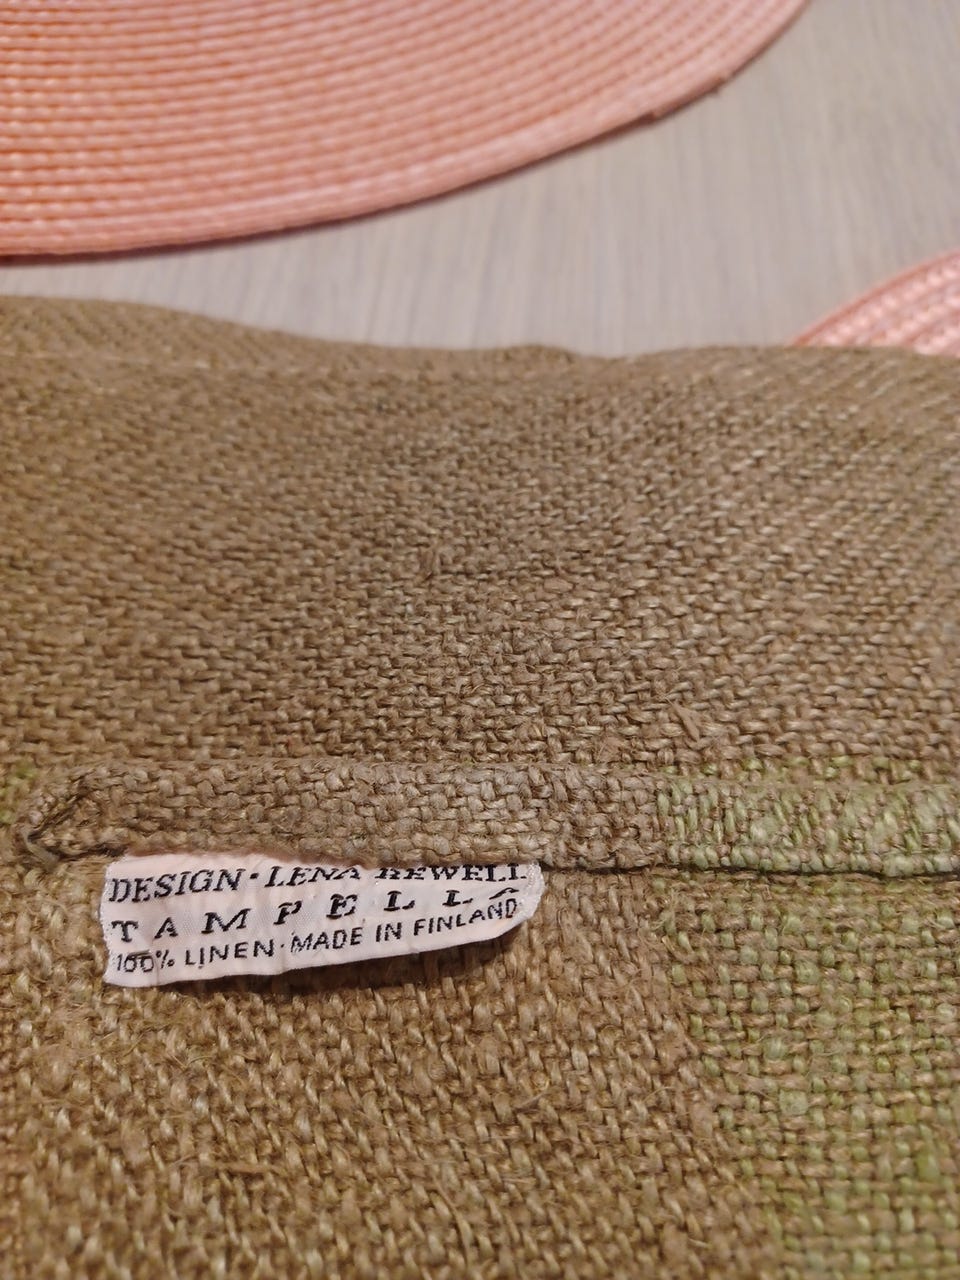 DESIGN·LENA REWELL
TAMPELLA
100% LINEN·MADE IN FINLAND